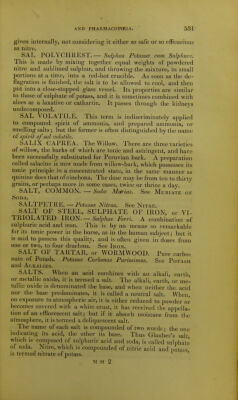 AND PHARMACOPŒIA. 531
given internally, not considering it either as safe or so efficacious
as nitre.
SAL POLYCHREST.— Sulphas Potassæ cum Sulphure.
This is made by mixing together equal weights of powdered
nitre and sublimed sulphur, and throwing the mixture, in small
portions at a time, into a red-hot crucible. As soon as the de-
flagration is finished, the salt is to be allowed to cool, and then
put into a close-stopped glass vessel. Its properties are similar
to those of sulphate of potass, and it is sometimes combined with
aloes as a laxative or cathartic. It passes through the kidneys
undecomposed.
SAL VOLATILE. This term is indiscriminately applied
to compound spirit of ammonia, and prepared ammonia, or
smelling salts; but the former is often distinguished by the name
of spirit of sal volatile.
SALIX CAPREA. The Willow. There are three varieties
of willow, the barks of which are tonic and astringent, and have
been successfully substituted for Peruvian bark. A preparation
called salacine is now made from willow-bark, which possesses its
tonic principle in a concentrated state, in the same manner as
quinine does that of cinchona. The dose may be from ten to thirty
grains, or perhaps more in some cases, twice or thrice a day.
SALT, COMMON.— Sodæ Murias. See MURIATE OF
SODA.
SALTPETRE.— Potassæ Nitras. See NITRE.
SALT OF STEEL, SULPHATE OF IRON, or VI-
TRIOLATED IRON.— Sulphas Ferri. A combination of
sulphuric acid and iron. This is by no means so remarkable
for its tonic power in the horse, as in the human subject; but it
is said to possess this quality, and is often given in doses from
one or two, to four drachms. See IRON.
SALT OF TARTAR, or WORMWOOD. Pure carbo-
nate of Potash. Potassæ Carbonas Purissimus. See POTASH
and ALKALIES.
SALTS. When an acid combines with an alkali, earth,
or metallic oxide, it is termed a salt. The alkali, earth, or me-
tallic oxide is denominated the base, and when neither the acid
nor the base predominates, it is called a neutral salt. When,
on exposure to atmospheric air, it is either reduced to powder or
becomes covered with a white crust, it has received the appella-
tion of an efflorescent salt; but if it absorb moisture from the
atmosphere, it is termed a deliquescent salt.
The name of each salt is compounded of two words; the one
indicating its acid, the other its base. Thus Glauber's salt,
which is composed of sulphuric acid and soda, is called sulphate
of soda. Nitre, which is compounded of nitric acid and potass,
is termed nitrate of potass.
M M 2